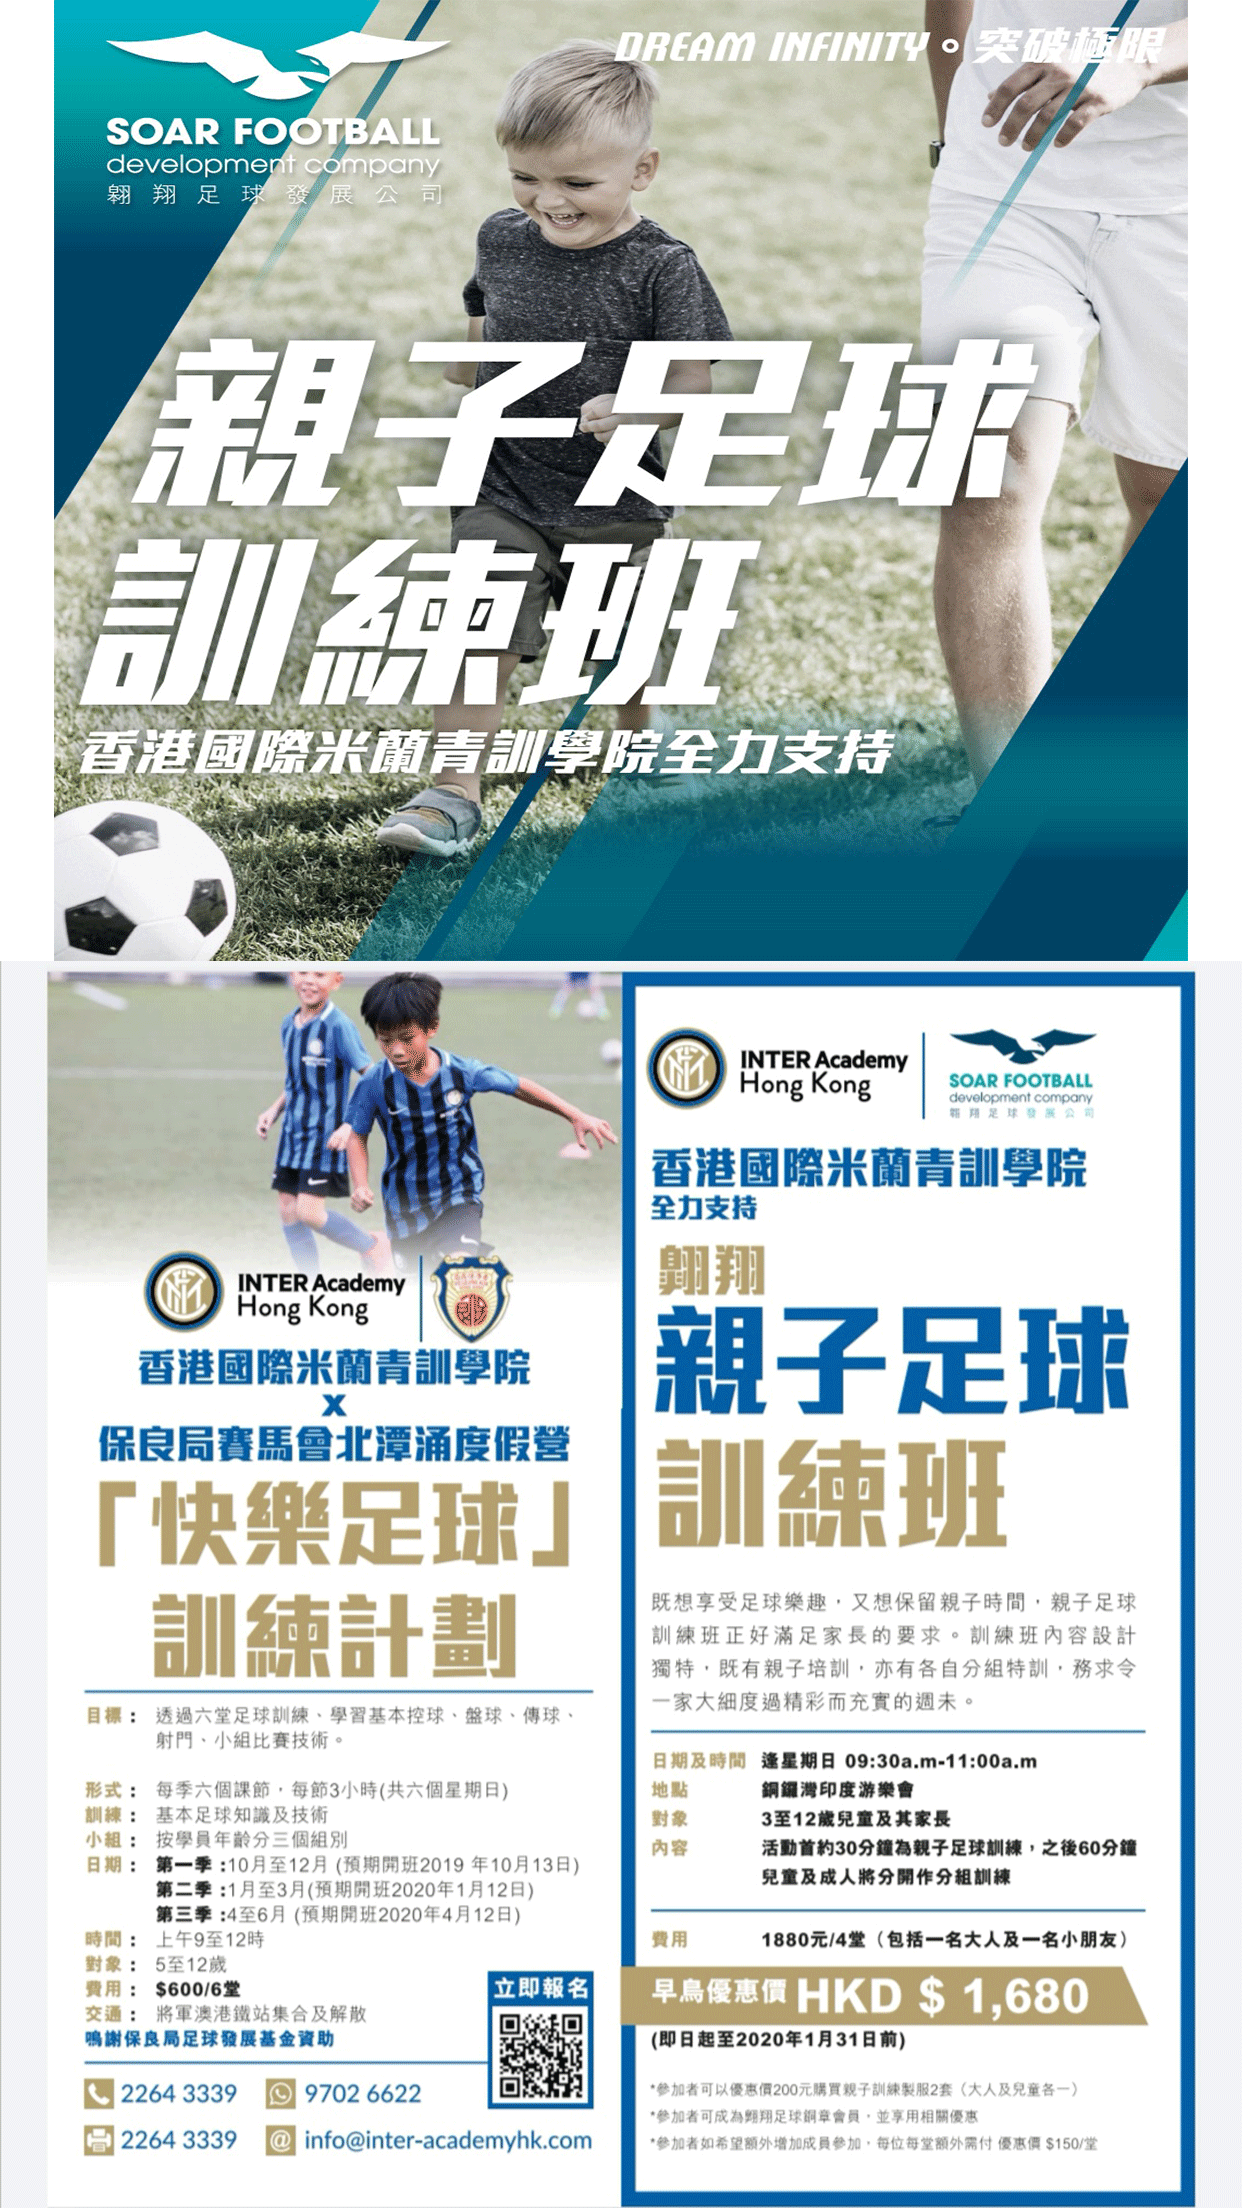 DREAM INFINITY。突破極限
SOAR FOOTBALL
development company
翱翔足球發展公司
親子足球
訓練班
香港國際米蘭青訓學院全力支持
INTER Academy
Hong Kong
香港國際米蘭青訓學院
X
保良局賽馬會北潭涌度假營
「快樂足球」
訓練計劃
目標： 透過六堂足球訓練、學習基本控球、盤球、傳球、
射門、小組比賽技術。
形式： 每季六個課節，每節3小時(共六個星期日)
訓練： 基本足球知識及技術
小組： 按學員年齡分三個組別
日期： 第一季 :10月至12月 (預期開班2019 年10月13日)
第二季 :1月至3月(預期開班2020年1月12日)
第三季 :4至6月 (預期開班2020年4月12日)
時間： 上午9至12時
對象： 5至12歲
費用： $600/6堂
交通： 將軍澳港鐵站集合及解散
鳴謝保良局足球發展基金資助
立即報名
2264 3339 9702 6622
2264 3339 info@inter-academyhk.com
INTER Academy
Hong Kong
SOAR FOOTBALL
development company
翱翔足球發展公司
香港國際米蘭青訓學院
全力支持
翱翔
親子足球
訓練班
既想享受足球樂趣，又想保留親子時間，親子足球
訓練班正好滿足家長的要求。訓練班內容設計
獨特，既有親子培訓，亦有各自分組特訓，務求令
一家大細度過精彩而充實的週未。
日期及時間 逢星期日 09:30a.m-11:00a.m
地點 銅鑼灣印度游樂會
對象 3至12歲兒童及其家長
內容 活動首約30分鐘為親子足球訓練，之後60分鐘
兒童及成人將分開作分組訓練
費用 1880元/4堂（包括一名大人及一名小朋友）
早鳥優惠價 HKD $ 1,680
(即日起至2020年1月31日前)
*參加者可以優惠價200元購買親子訓練製服2套（大人及兒童各一）
*參加者可成為翱翔足球銅章會員，並享用相關優惠
*參加者如希望額外增加成員參加，每位每堂額外需付 優惠價 $150/堂